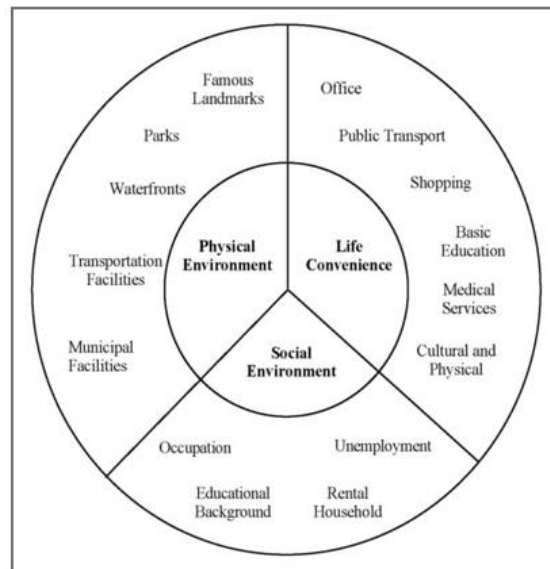 Famous
Landmarks
Parks
Waterfronts
Transportation
Facilities
Municipal
Facilities
Physical
Environment
Office
Public Transport
Shopping
Basic
Education
Medical
Services
Cultural and
Physical
Life
Convenience
Social
Environment
Occupation
Unemployment
Educational
Background
Rental
Household